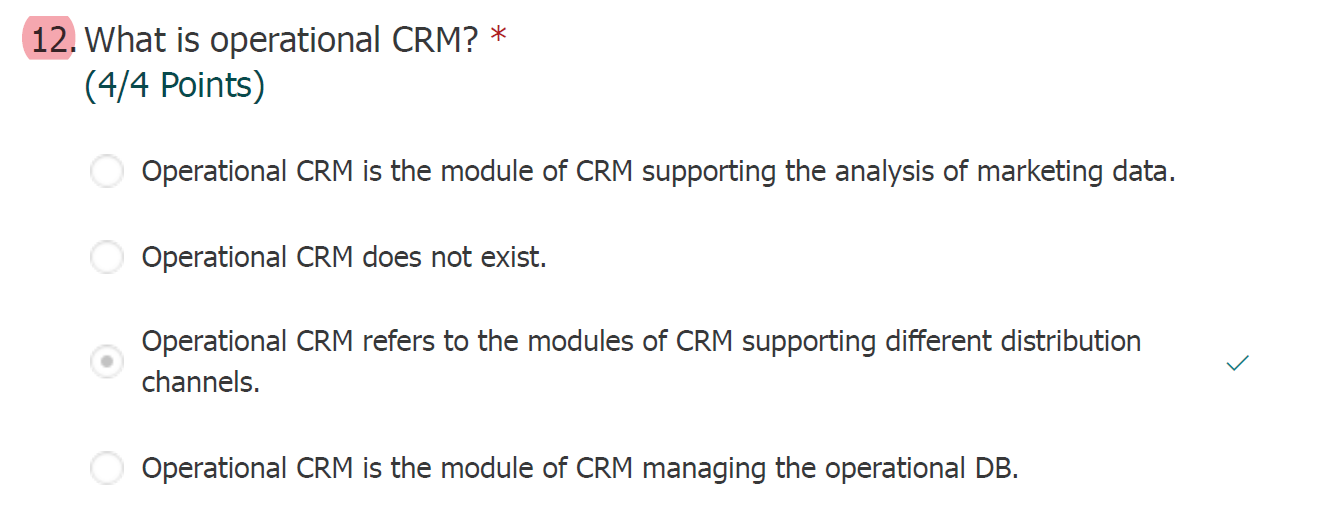 12. What is operational CRM? *
(4/4 Points)
Operational CRM is the module of CRM supporting the analysis of marketing data.
Operational CRM does not exist.
Operational CRM refers to the modules of CRM supporting different distribution
channels.
Operational CRM is the module of CRM managing the operational DB.